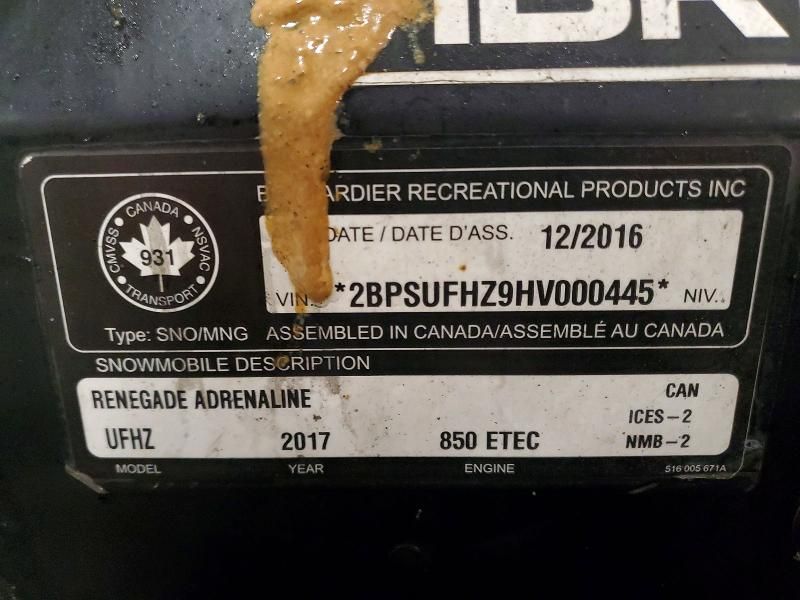 RECREATIONAL PRODUCTS INC
CANADA
CMVSS
NSVAC
931
TRANSPORT
DATE / DATE D'ASS. 12/2016
VIN. *2BPSUFHZ9HV000445* NIV.
Type: SNO/MNG ASSEMBLED IN CANADA/ASSEMBLÉ AU CANADA
SNOWMOBILE DESCRIPTION
RENEGADE ADRENALINE CAN
ICES-2
UFHZ 2017 850 ETEC NMB-2
MODEL YEAR ENGINE 516 005 671A